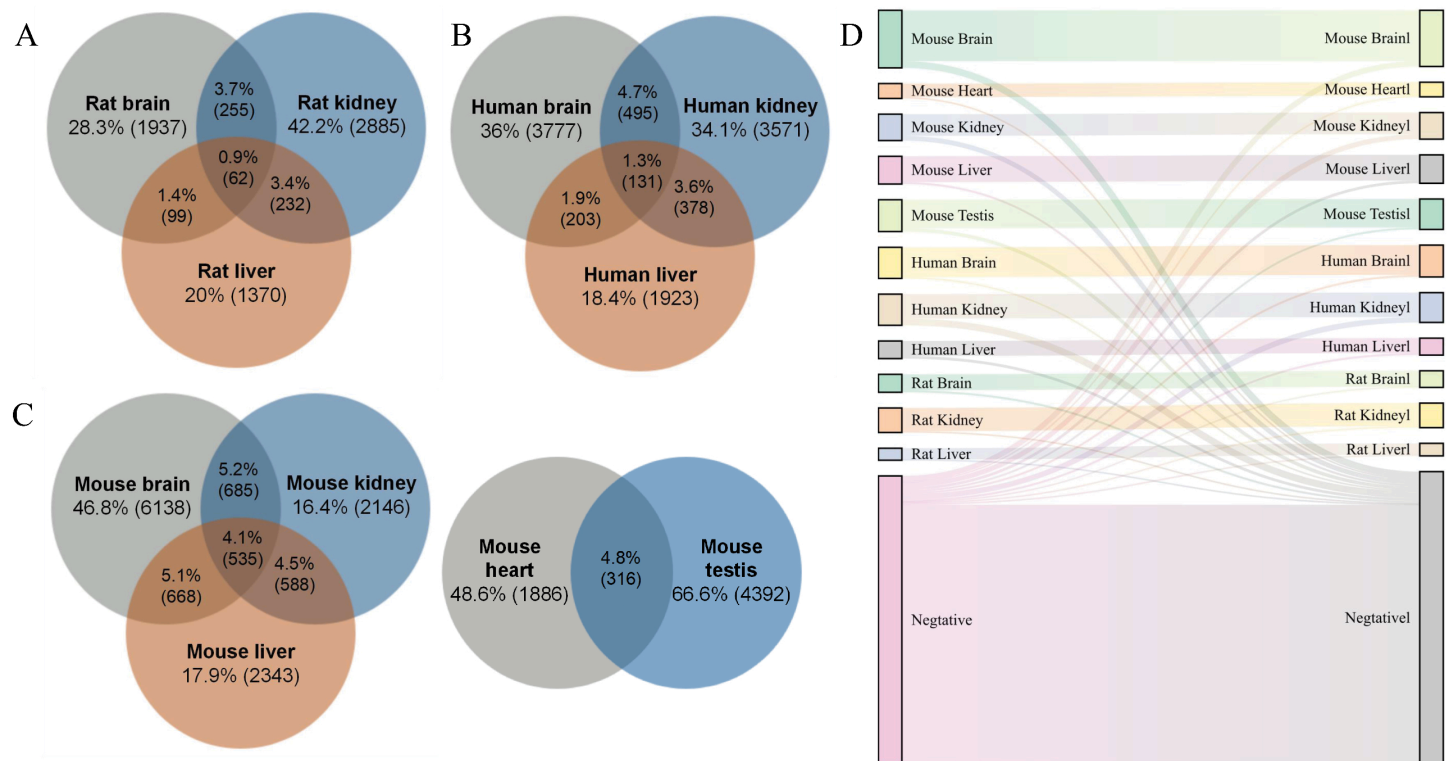 A
Rat brain
28.3% (1937)
3.7%
(255)
Rat kidney
42.2% (2885)
0.9%
(62)
1.4%
(99)
3.4%
(232)
Rat liver
20% (1370)
B
Human brain
36% (3777)
4.7%
(495)
Human kidney
34.1% (3571)
1.3%
(131)
1.9%
(203)
3.6%
(378)
Human liver
18.4% (1923)
C
Mouse brain
46.8% (6138)
5.2%
(685)
Mouse kidney
16.4% (2146)
4.1%
(535)
5.1%
(668)
4.5%
(588)
Mouse liver
17.9% (2343)
Mouse
heart
48.6% (1886)
4.8%
(316)
Mouse
testis
66.6% (4392)
D
Mouse Brain
Mouse Brainl
Mouse Heart
Mouse Heartl
Mouse Kidney
Mouse Kidneyl
Mouse Liver
Mouse Liverl
Mouse Testis
Mouse Testisl
Human Brain
Human Brainl
Human Kidney
Human Kidneyl
Human Liver
Human Liverl
Rat Brain
Rat Brainl
Rat Kidney
Rat Kidneyl
Rat Liver
Rat Liverl
Negtative
Negtativel